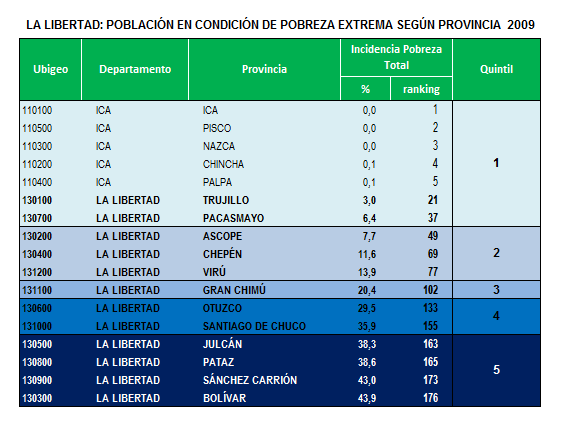 LA LIBERTAD: POBLACIÓN EN CONDICIÓN DE POBREZA EXTREMA SEGÚN PROVINCIA 2009
Ubigeo Departamento Provincia Incidencia Pobreza Total Quintil
% ranking
110100 ICA ICA 0,0 1
110500 ICA PISCO 0,0 2
110300 ICA NAZCA 0,0 3
110200 ICA CHINCHA 0,1 4 1
110400 ICA PALPA 0,1 5
130100 LA LIBERTAD TRUJILLO 3,0 21
130700 LA LIBERTAD PACASMAYO 6,4 37
130200 LA LIBERTAD ASCOPE 7,7 49
130400 LA LIBERTAD CHEPÉN 11,6 69 2
131200 LA LIBERTAD VIRÚ 13,9 77
131100 LA LIBERTAD GRAN CHIMÚ 20,4 102 3
130600 LA LIBERTAD OTUZCO 29,5 133 4
131000 LA LIBERTAD SANTIAGO DE CHUCO 35,9 155
130500 LA LIBERTAD JULCÁN 38,3 163
130800 LA LIBERTAD PATAZ 38,6 165 5
130900 LA LIBERTAD SÁNCHEZ CARRIÓN 43,0 173
130300 LA LIBERTAD BOLÍVAR 43,9 176